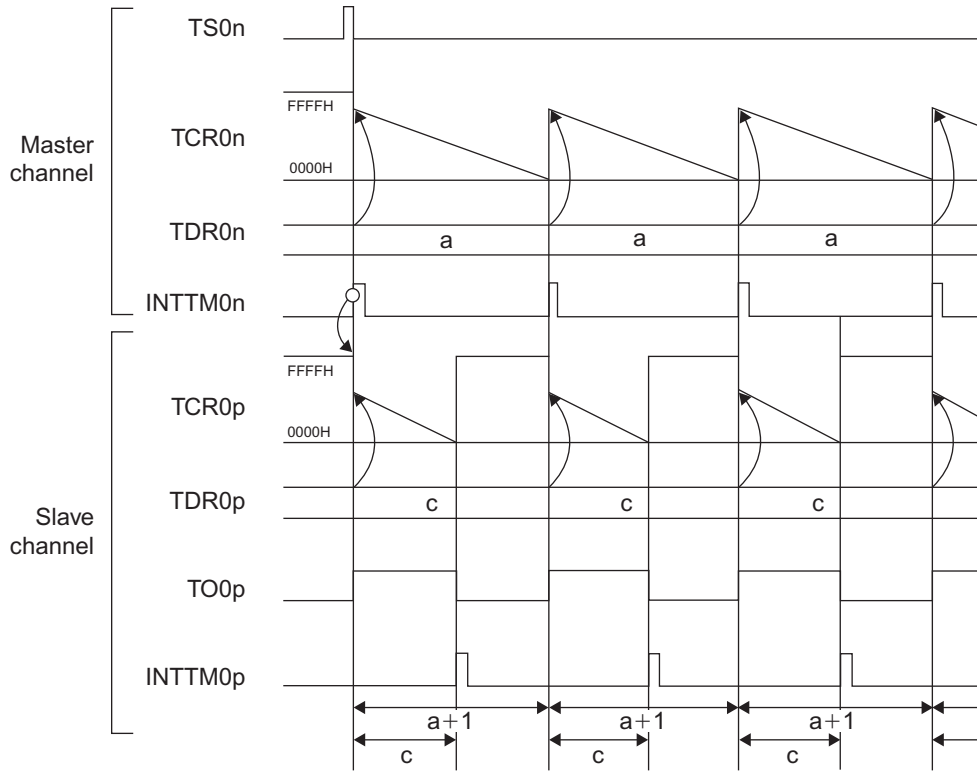 Master
channel
TS0n
TCR0n
FFFFH
0000H
TDR0n
a a a
INTTM0n
Slave
channel
TCR0p
FFFFH
0000H
TDR0p
c c c
TO0p
INTTM0p
a+1 a+1 a+1
c c c